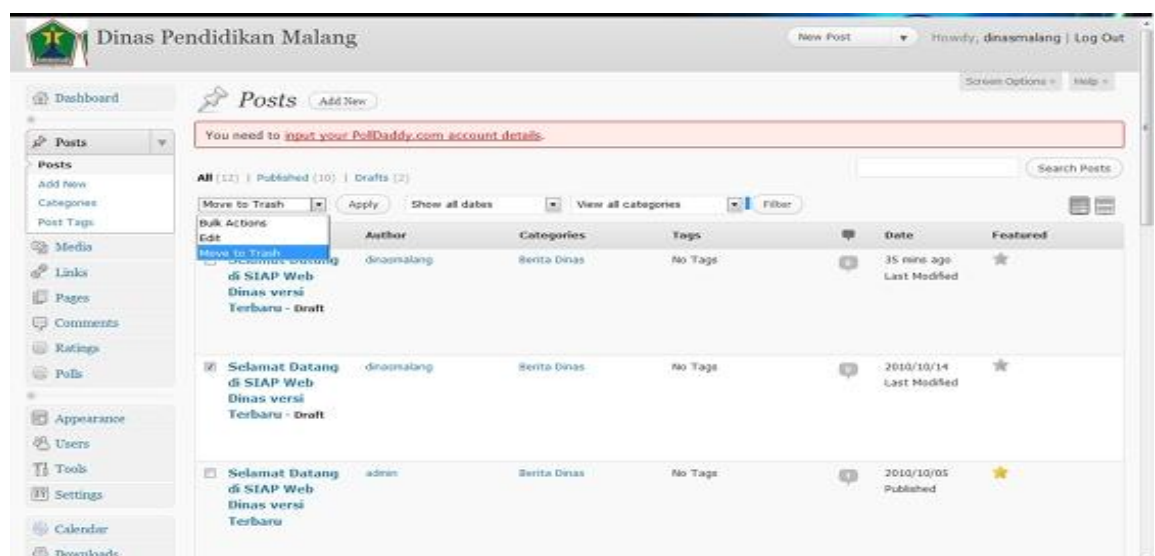 Dinas Pendidikan Malang
New Post
Howdy, dinasmalang | Log Out
Screen Options
Help
Dashboard
Posts
Posts
Add New
Categories
Post Tags
Media
Links
Pages
Comments
Ratings
Polls
Appearance
Users
Tools
Settings
Calendar
Downloads
Posts Add New
You need to input your PollDaddy.com account details.
All (12) | Published (10) | Drafts (2)
Search Posts
Move to Trash Apply Show all dates View all categories Filter
Bulk Actions
Edit
Move to Trash
Author Categories Tags Date Featured
Selamat Datang dinasmalang Berita Dinas No Tags 35 mins ago
di SIAP Web Last Modified
Dinas versi
Terbaru - Draft
Selamat Datang dinasmalang Berita Dinas No Tags 2010/10/14
di SIAP Web Last Modified
Dinas versi
Terbaru - Draft
Selamat Datang admin Berita Dinas No Tags 2010/10/05
di SIAP Web Published
Dinas versi
Terbaru